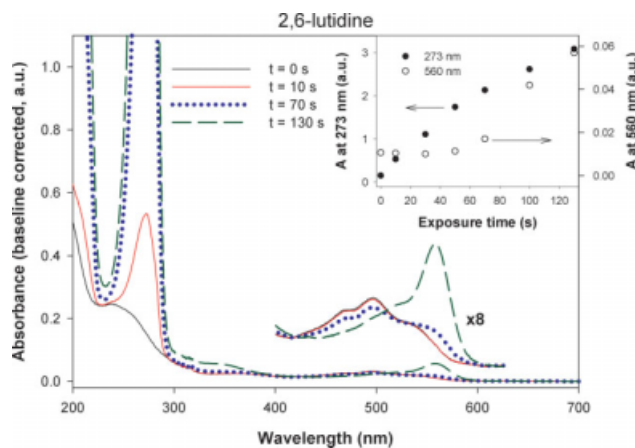 2,6-lutidine
Absorbance (baseline corrected, a.u.)
1.0
0.8
0.6
0.4
0.2
0.0
200 300 400 500 600 700
Wavelength (nm)
t = 0 s
t = 10 s
t = 70 s
t = 130 s
x8
A at 273 nm (a.u.)
3
2
1
0
273 nm
560 nm
0.06
0.04
0.02
0.00
A at 560 nm (a.u.)
0 20 40 60 80 100 120
Exposure time (s)